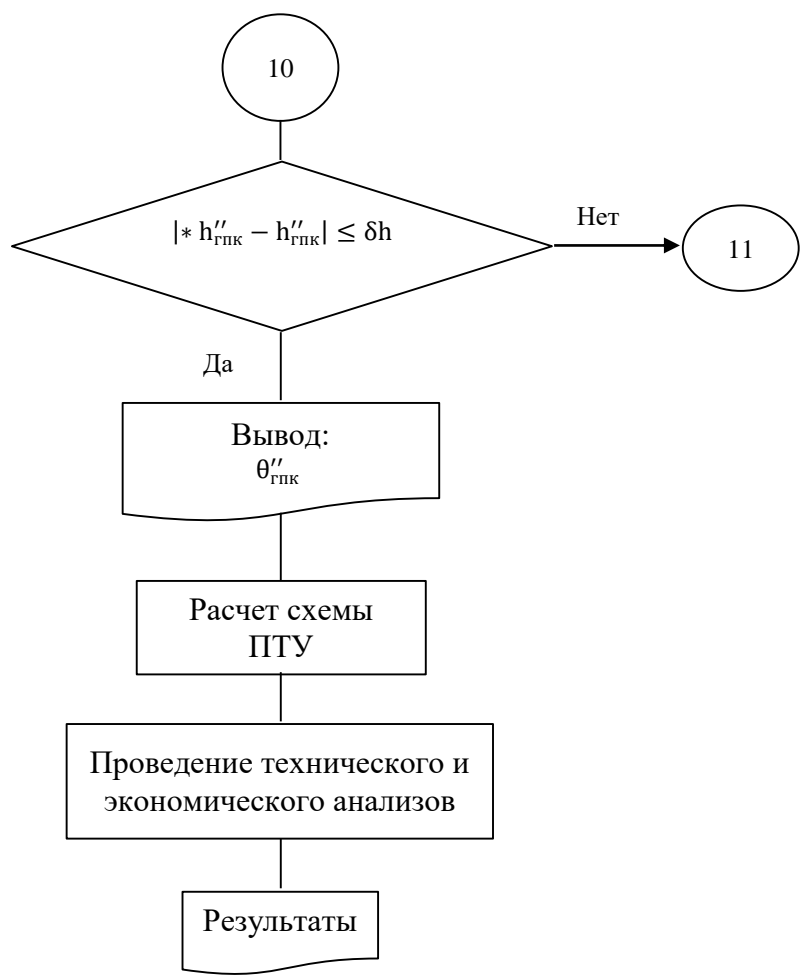 10
|* h″гпк − h″гпк| ≤ δh
Нет
11
Да
Вывод:
θ″гпк
Расчет схемы
ПТУ
Проведение технического и
экономического анализов
Результаты